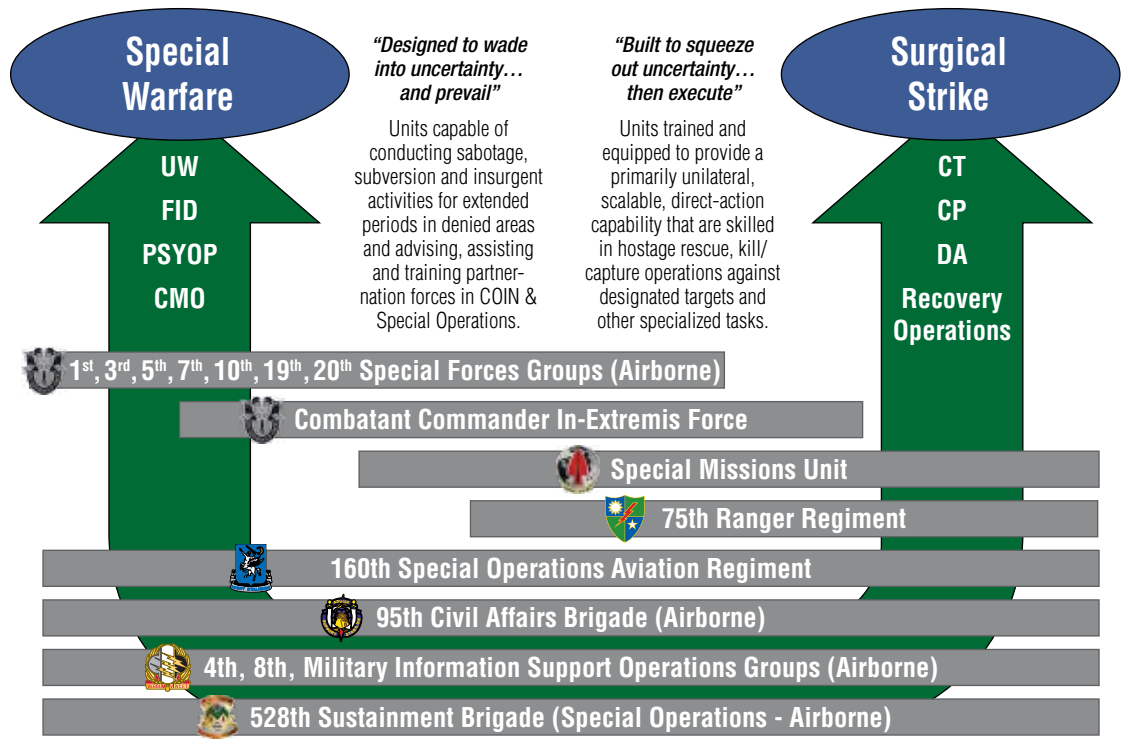 Special
Warfare
“Designed to wade
into uncertainty…
and prevail”
Units capable of
conducting sabotage,
subversion and insurgent
activities for extended
periods in denied areas
and advising, assisting
and training partner-
nation forces in COIN &
Special Operations.
“Built to squeeze
out uncertainty…
then execute”
Units trained and
equipped to provide a
primarily unilateral,
scalable, direct-action
capability that are skilled
in hostage rescue, kill/
capture operations against
designated targets and
other specialized tasks.
Surgical
Strike
UW
FID
PSYOP
CMO
CT
CP
DA
Recovery
Operations
1st, 3rd, 5th, 7th, 10th, 19th, 20th Special Forces Groups (Airborne)
Combatant Commander In-Extremis Force
Special Missions Unit
75th Ranger Regiment
160th Special Operations Aviation Regiment
95th Civil Affairs Brigade (Airborne)
4th, 8th, Military Information Support Operations Groups (Airborne)
528th Sustainment Brigade (Special Operations - Airborne)